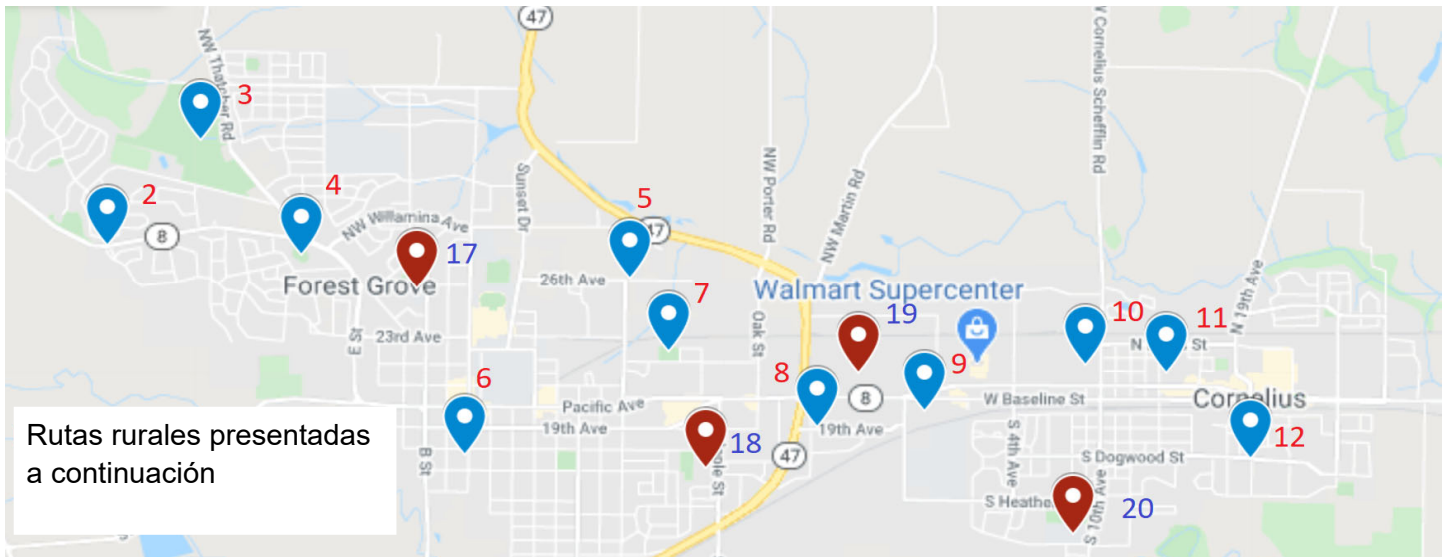 47
NW Thatcher Rd
3
W Cornelius Schefflin Rd
2
4
8
NW Willamina Ave
Sunset Dr
5
47
NW Porter Rd
NW Martin Rd
17
Forest Grove
26th Ave
7
Walmart Supercenter
N 19th Ave
E St
23rd Ave
Oak St
19
10
11
6
8
9
8
Pacific Ave
W Baseline St
Cornelius
19th Ave
19th Ave
12
Rutas rurales presentadas
a continuación
B St
18
47
S 4th Ave
S Dogwood St
20
S 10th Ave